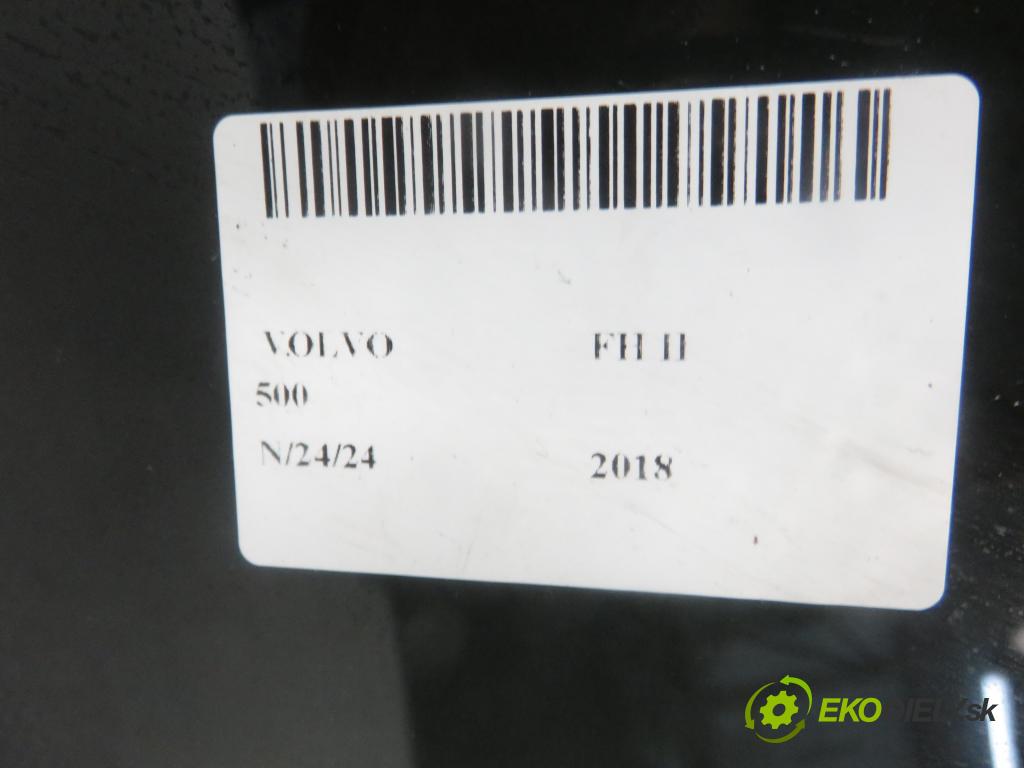 VOLVO FH II
500
N/24/24 2018
EKODIELY.sk